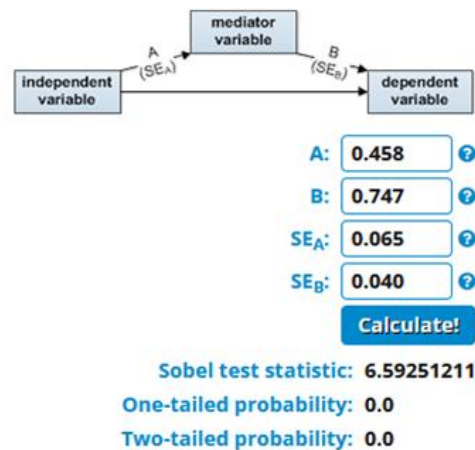 mediator
variable
A
(SEA)
B
(SEB)
independent
variable
dependent
variable
A: 0.458 ?
B: 0.747 ?
SEA: 0.065 ?
SEB: 0.040 ?
Calculate!
Sobel test statistic: 6.59251211
One-tailed probability: 0.0
Two-tailed probability: 0.0